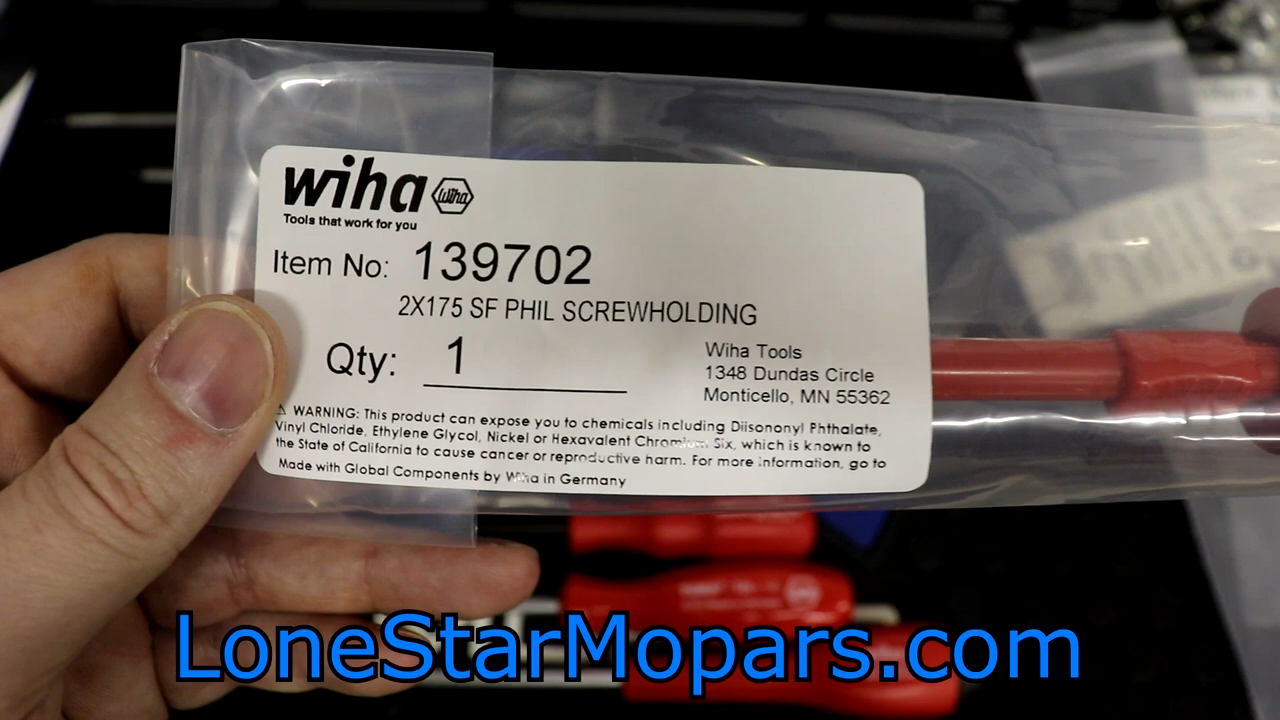 wiha wiha
Tools that work for you
Item No: 139702
2X175 SF PHIL SCREWHOLDING
Qty: 1
Wiha Tools
1348 Dundas Circle
Monticello, MN 55362
⚠ WARNING: This product can expose you to chemicals including Diisononyl Phthalate,
Vinyl Chloride, Ethylene Glycol, Nickel or Hexavalent Chromium Six, which is known to
the State of California to cause cancer or reproductive harm. For more information, go to
Made with Global Components by Wiha in Germany
LoneStarMopars.com